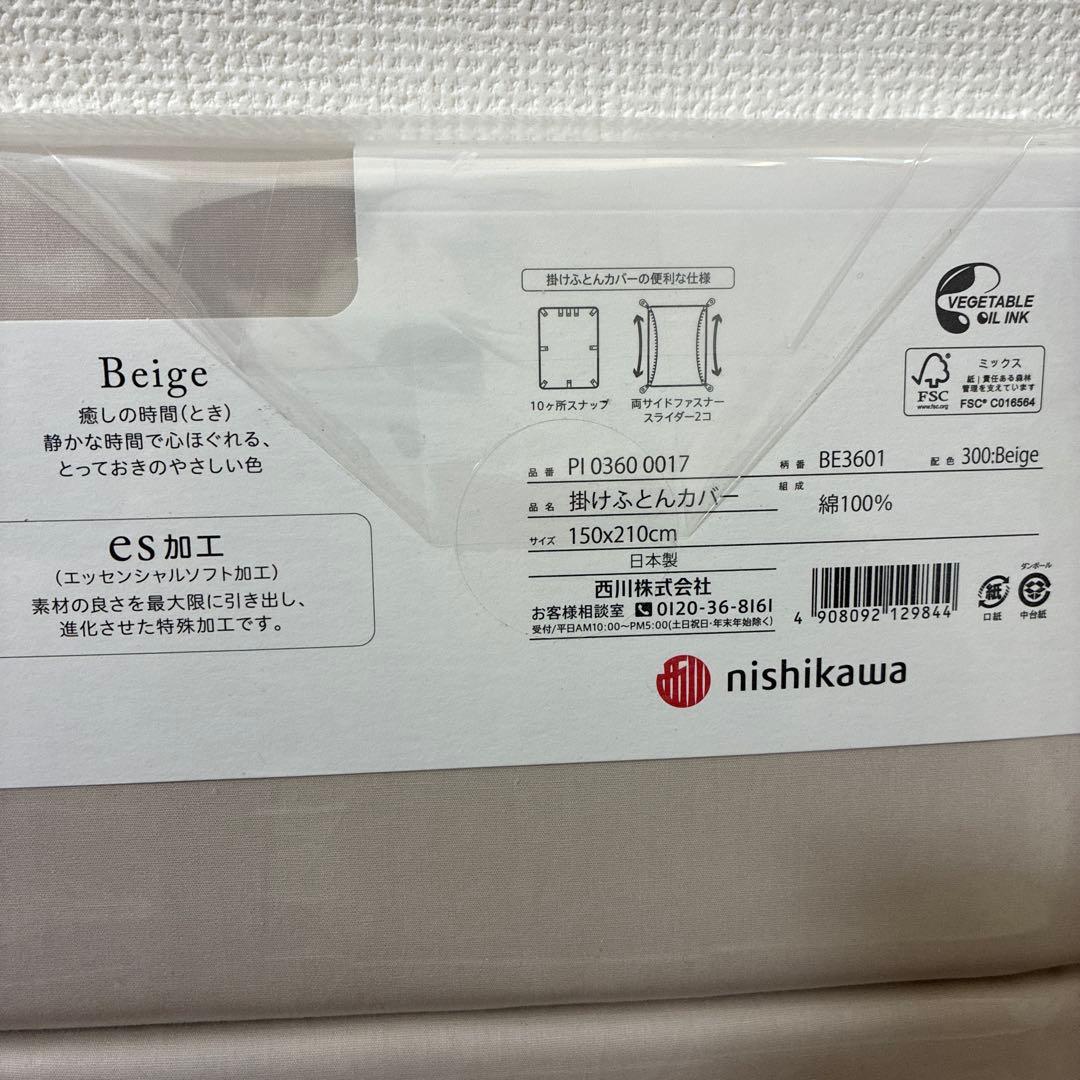 Beige
癒しの時間(とき)
静かな時間で心ほぐれる、
とっておきのやさしい色
es加工
(エッセンシャルソフト加工)
素材の良さを最大限に引き出し、
進化させた特殊加工です。
掛けふとんカバーの便利な仕様
10ヶ所スナップ
両サイドファスナー
スライダー2コ
VEGETABLE
OIL INK
FSC
www.fsc.org
ミックス
紙|責任ある森林
管理を支えています
FSC® C016564
品番 PI 0360 0017 柄番 BE3601 配色 300:Beige
品名 掛けふとんカバー 組成 綿100%
サイズ 150x210cm
日本製
西川株式会社
お客様相談室 0120-36-8161
受付/平日AM10:00〜PM5:00(土日祝日・年末年始除く)
4 908092 129844
紙
口紙
ダンボール
中台紙
西川 nishikawa